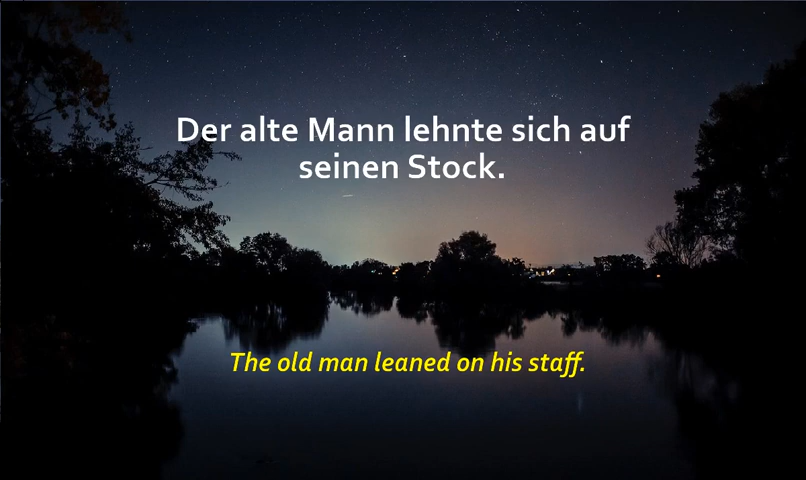 Der alte Mann lehnte sich auf
seinen Stock.
The old man leaned on his staff.